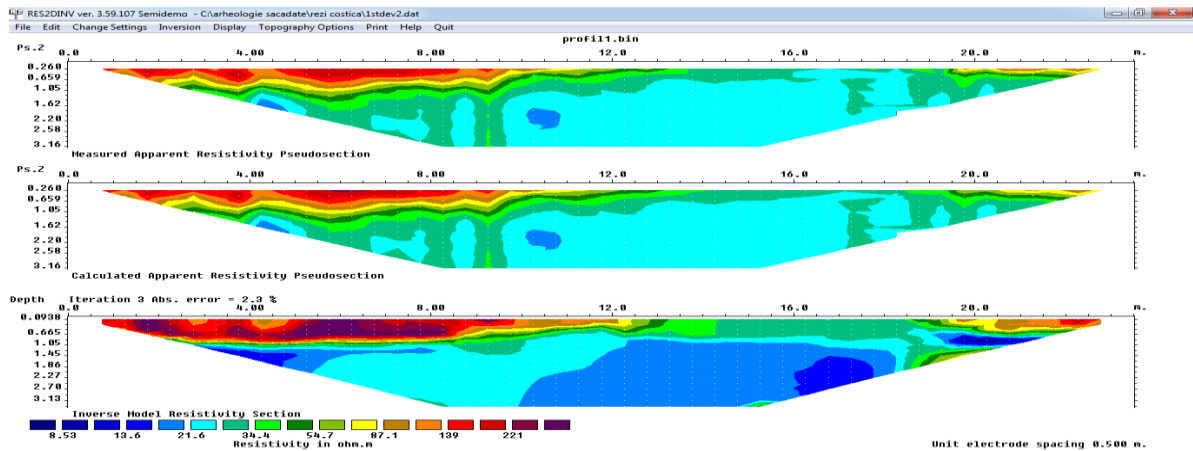 RES2DINV ver. 3.59.107 Semidemo - C:\arheologie sacadate\rezi costica\1stdev2.dat
File Edit Change Settings Inversion Display Topography Options Print Help Quit
profil1.bin
Ps.Z 0.0 4.00 8.00 12.0 16.0 20.0 m.
0.260
0.659
1.05
1.62
2.20
2.58
3.16
Measured Apparent Resistivity Pseudosection
Ps.Z 0.0 4.00 8.00 12.0 16.0 20.0 m.
0.260
0.659
1.05
1.62
2.20
2.58
3.16
Calculated Apparent Resistivity Pseudosection
Depth Iteration 3 Abs. error = 2.3 %
0.0 4.00 8.00 12.0 16.0 20.0 m.
0.0938
0.665
1.05
1.45
1.86
2.27
2.70
3.13
Inverse Model Resistivity Section
8.53 13.6 21.6 34.4 54.7 87.1 139 221
Resistivity in ohm.m
Unit electrode spacing 0.500 m.